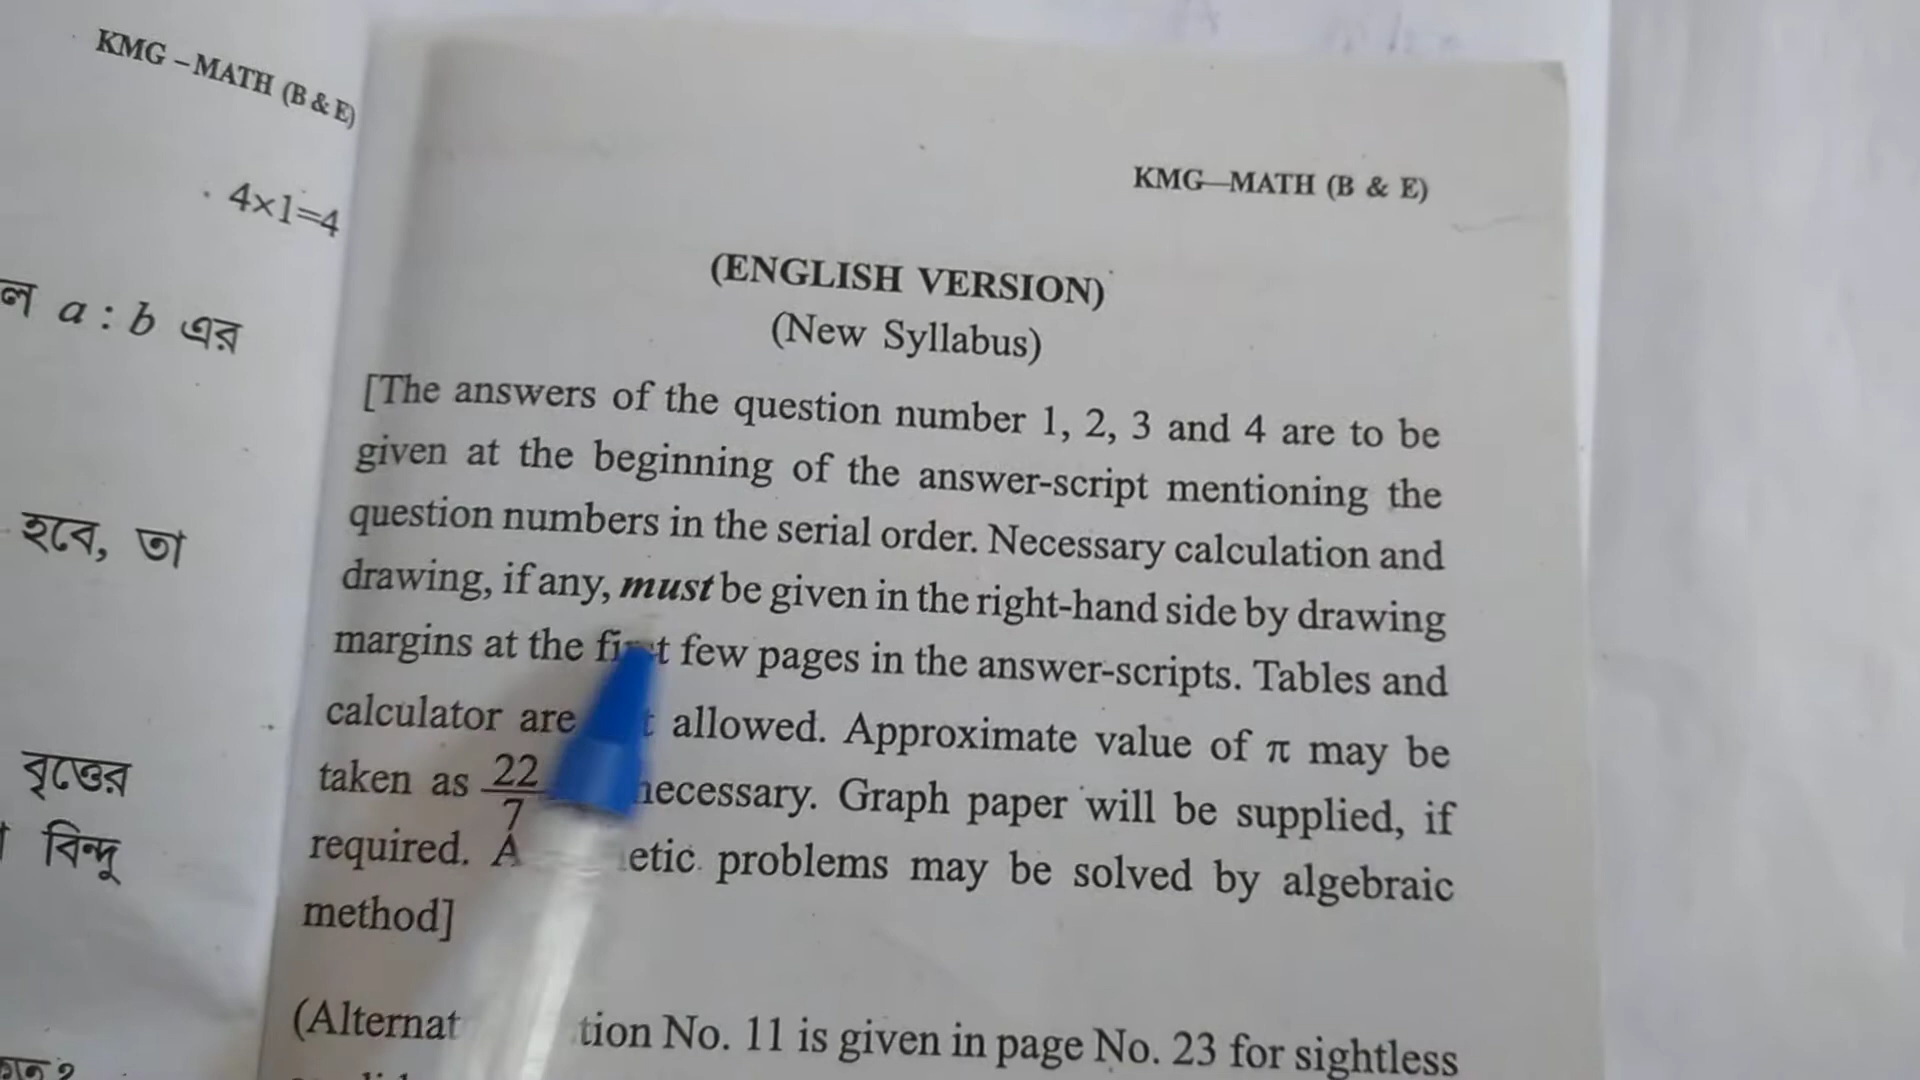 KMG – MATH (B & E)
4×1=4
a : b এর
হবে, তা
বৃত্তের
বিন্দু
KMG—MATH (B & E)
(ENGLISH VERSION)
(New Syllabus)
[The answers of the question number 1, 2, 3 and 4 are to be
given at the beginning of the answer-script mentioning the
question numbers in the serial order. Necessary calculation and
drawing, if any, must be given in the right-hand side by drawing
margins at the first few pages in the answer-scripts. Tables and
calculator are allowed. Approximate value of π may be
taken as 22/7 necessary. Graph paper will be supplied, if
required. problems may be solved by algebraic
method]
No. 11 is given in page No. 23 for sightless